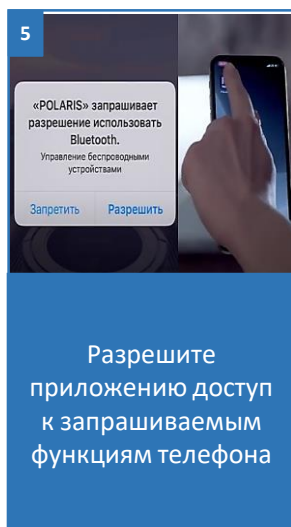 5
«POLARIS» запрашивает
разрешение использовать
Bluetooth.
Управление беспроводными
устройствами
Запретить Разрешить
Разрешите
приложению доступ
к запрашиваемым
функциям телефона